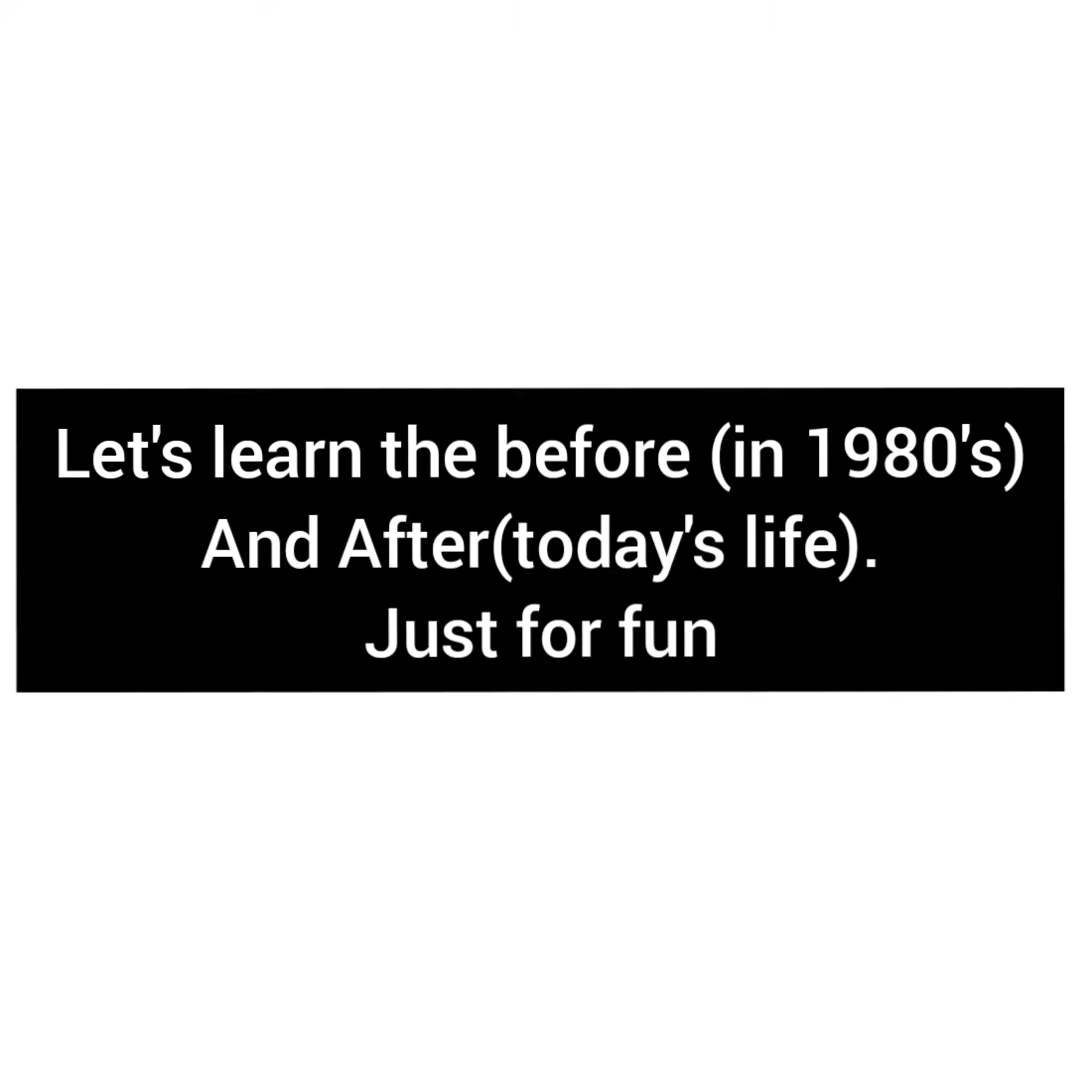 Let's learn the before (in 1980's)
And After(today's life).
Just for fun